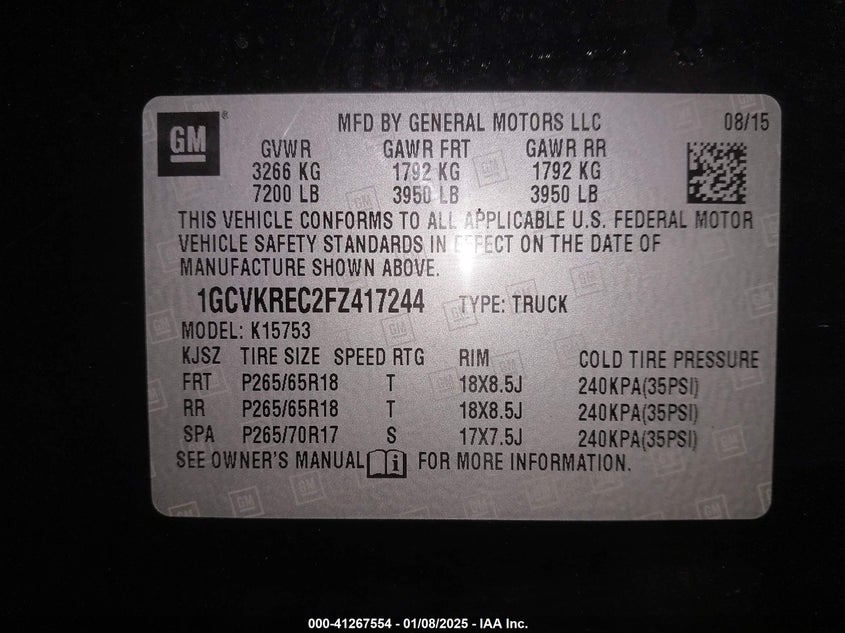 GM ®
MFD BY GENERAL MOTORS LLC 08/15
GVWR GAWR FRT GAWR RR
3266 KG 1792 KG 1792 KG
7200 LB 3950 LB 3950 LB
THIS VEHICLE CONFORMS TO ALL APPLICABLE U.S. FEDERAL MOTOR
VEHICLE SAFETY STANDARDS IN EFFECT ON THE DATE OF
MANUFACTURE SHOWN ABOVE.
1GCVKREC2FZ417244 TYPE: TRUCK
MODEL: K15753
KJSZ TIRE SIZE SPEED RTG RIM COLD TIRE PRESSURE
FRT P265/65R18 T 18X8.5J 240KPA(35PSI)
RR P265/65R18 T 18X8.5J 240KPA(35PSI)
SPA P265/70R17 S 17X7.5J 240KPA(35PSI)
SEE OWNER'S MANUAL FOR MORE INFORMATION.
000-41267554 - 01/08/2025 - IAA Inc.